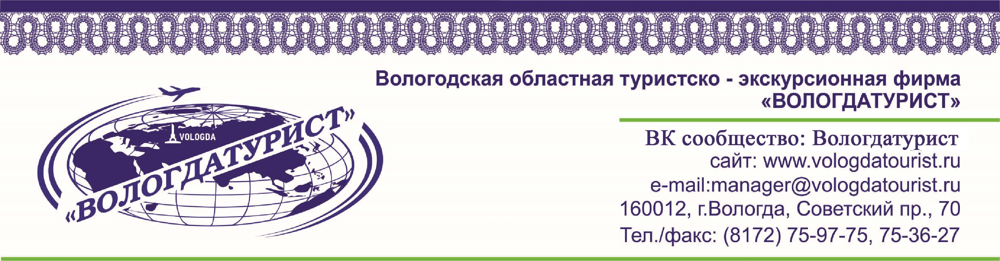 Вологодская областная туристско - экскурсионная фирма
«ВОЛОГДАТУРИСТ»
VOLOGDA
«ВОЛОГДАТУРИСТ»
ВК сообщество: Вологдатурист
сайт: www.vologdatourist.ru
e-mail:manager@vologdatourist.ru
160012, г.Вологда, Советский пр., 70
Тел./факс: (8172) 75-97-75, 75-36-27